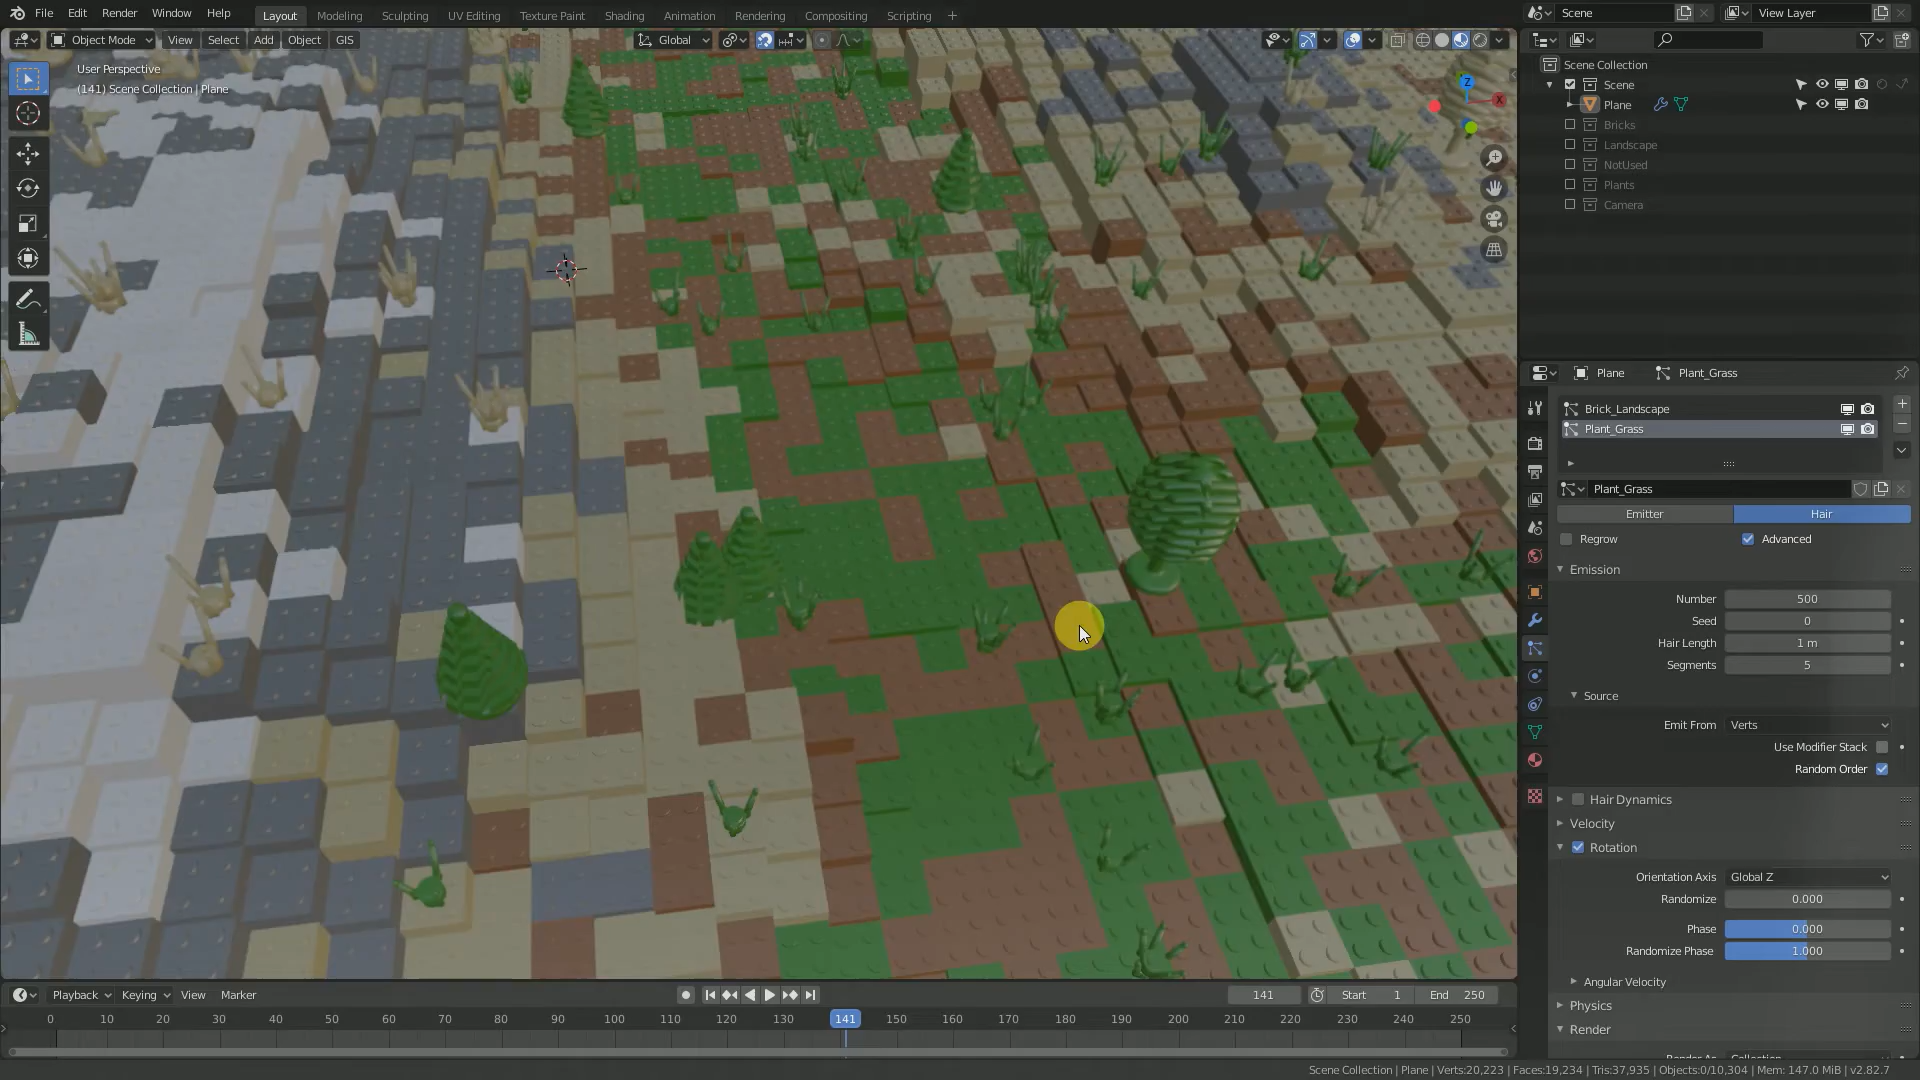 File Edit Render Window Help
Layout Modeling Sculpting UV Editing Texture Paint Shading Animation Rendering Compositing Scripting +
Scene
View Layer
Object Mode View Select Add Object GIS
Global
User Perspective
(141) Scene Collection | Plane
Z
X
Scene Collection
Scene
Plane
Bricks
Landscape
NotUsed
Plants
Camera
Plane Plant_Grass
Brick_Landscape
Plant_Grass
Plant_Grass
Emitter Hair
Regrow Advanced
Emission
Number 500
Seed 0
Hair Length 1 m
Segments 5
Source
Emit From Verts
Use Modifier Stack
Random Order
Hair Dynamics
Velocity
Rotation
Orientation Axis Global Z
Randomize 0.000
Phase 0.000
Randomize Phase 1.000
Angular Velocity
Physics
Render
Render As Collection
Playback Keying View Marker
141 Start 1 End 250
0 10 20 30 40 50 60 70 80 90 100 110 120 130 141 150 160 170 180 190 200 210 220 230 240 250
Scene Collection | Plane | Verts:20,223 | Faces:19,234 | Tris:37,935 | Objects:0/10,304 | Mem: 147.0 MiB | v2.82.7